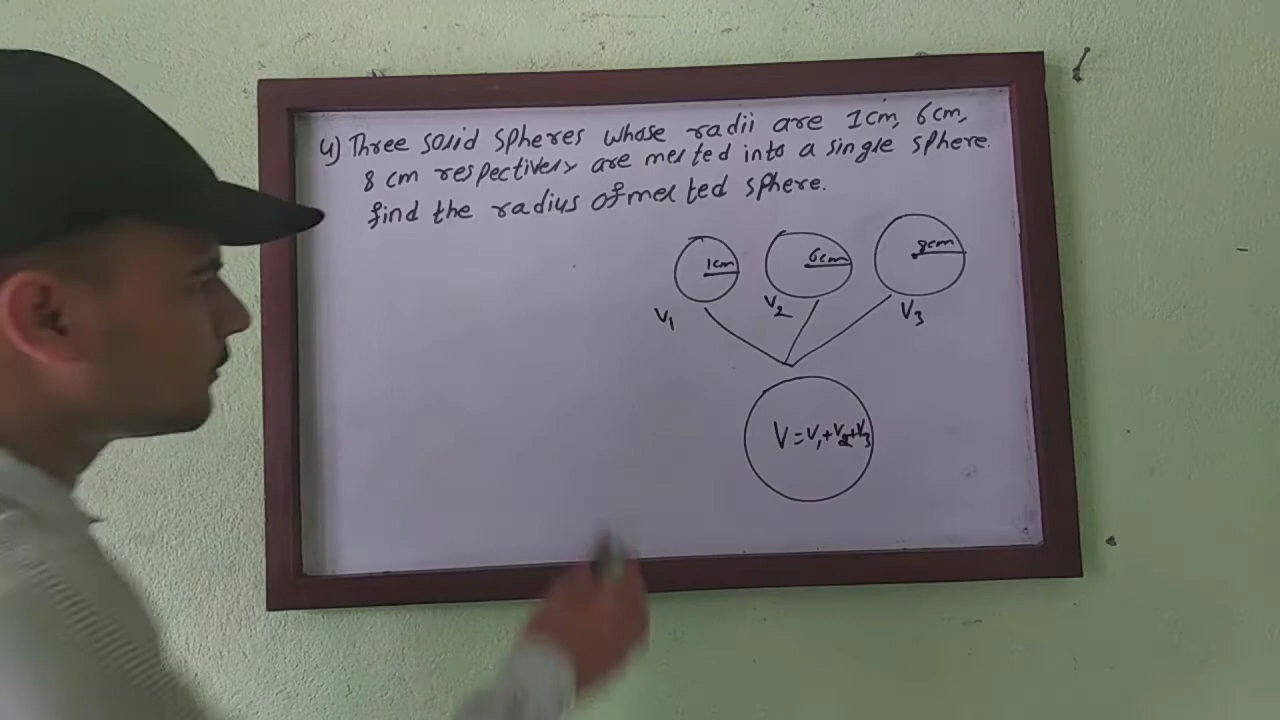 4) Three solid spheres whose radii are 1cm, 6cm,
8 cm respectively are melted into a single sphere.
find the radius of melted sphere.
1cm 6cm 8cm
V1 V2 V3
V=V1+V2+V3